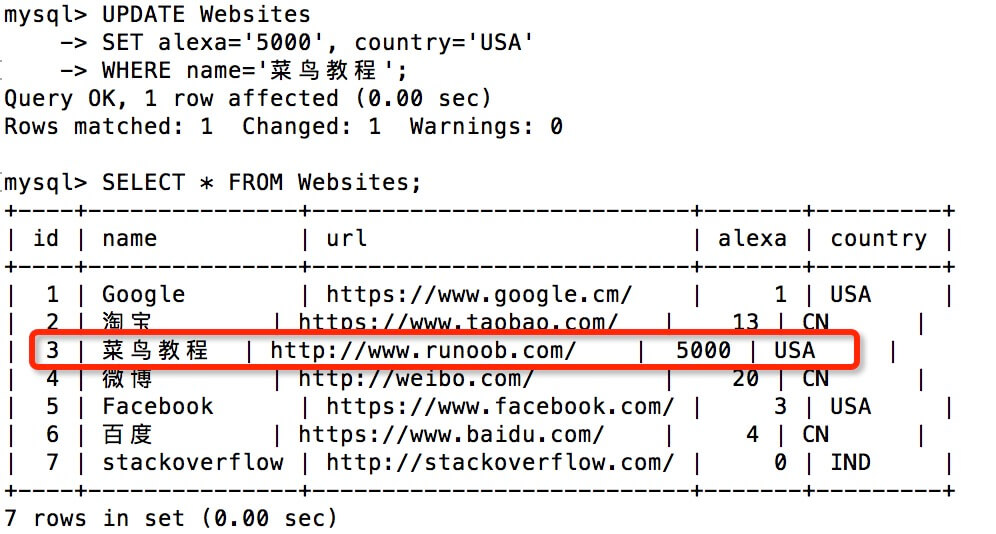 mysql> UPDATE Websites
    -> SET alexa='5000', country='USA'
    -> WHERE name='菜鸟教程';
Query OK, 1 row affected (0.00 sec)
Rows matched: 1  Changed: 1  Warnings: 0

mysql> SELECT * FROM Websites;
+----+---------------+---------------------------+-------+---------+
| id | name          | url                       | alexa | country |
+----+---------------+---------------------------+-------+---------+
|  1 | Google        | https://www.google.cm/    |     1 | USA     |
|  2 | 淘宝        | https://www.taobao.com/   |    13 | CN      |
|  3 | 菜鸟教程  | http://www.runoob.com/    |  5000 | USA     |
|  4 | 微博        | http://weibo.com/         |    20 | CN      |
|  5 | Facebook      | https://www.facebook.com/ |     3 | USA     |
|  6 | 百度        | https://www.baidu.com/    |     4 | CN      |
|  7 | stackoverflow | http://stackoverflow.com/ |     0 | IND     |
+----+---------------+---------------------------+-------+---------+
7 rows in set (0.00 sec)